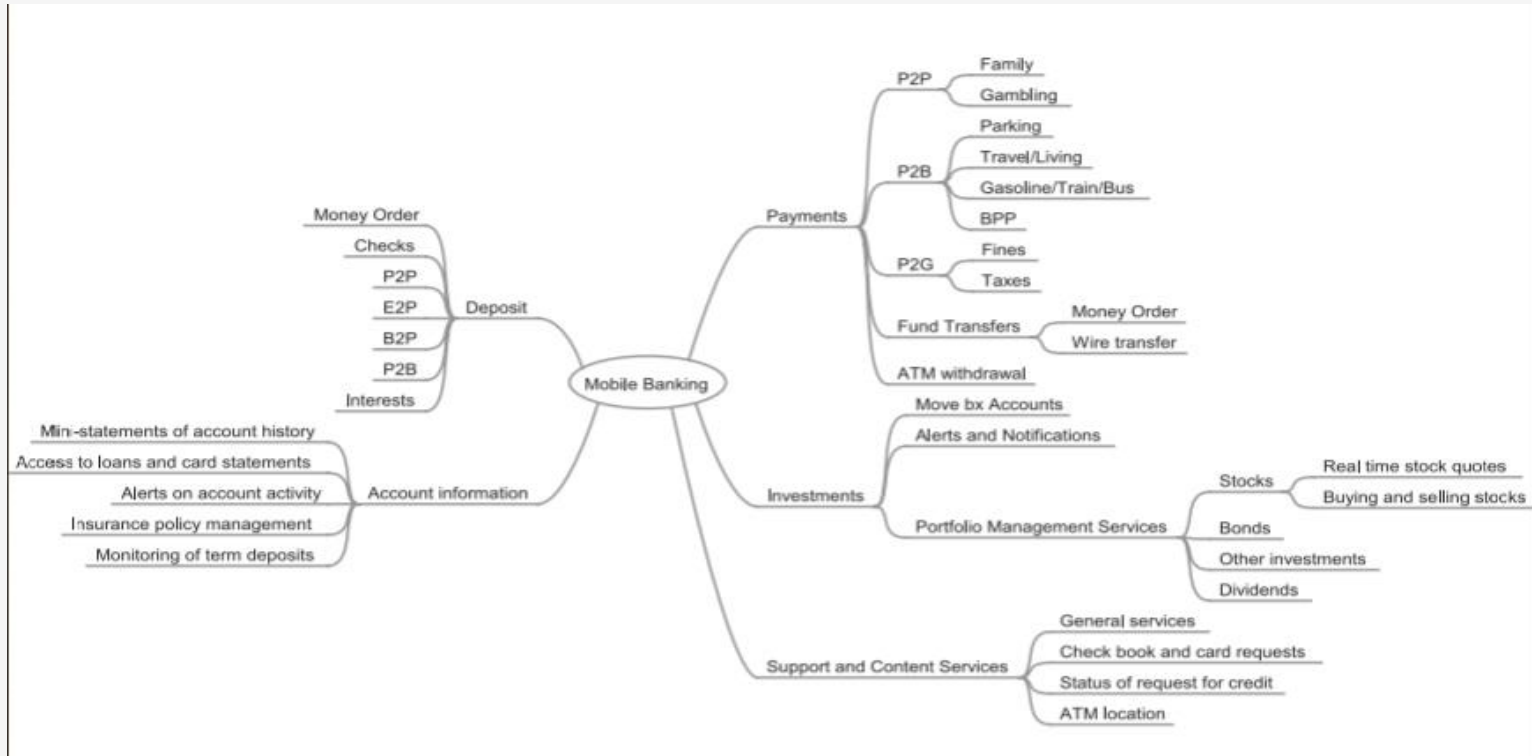 Mobile Banking
Payments
P2P
Family
Gambling
P2B
Parking
Travel/Living
Gasoline/Train/Bus
BPP
P2G
Fines
Taxes
Fund Transfers
Money Order
Wire transfer
ATM withdrawal
Investments
Move bx Accounts
Alerts and Notifications
Portfolio Management Services
Stocks
Real time stock quotes
Buying and selling stocks
Bonds
Other investments
Dividends
Support and Content Services
General services
Check book and card requests
Status of request for credit
ATM location
Deposit
Money Order
Checks
P2P
E2P
B2P
P2B
Interests
Account information
Mini-statements of account history
Access to loans and card statements
Alerts on account activity
Insurance policy management
Monitoring of term deposits